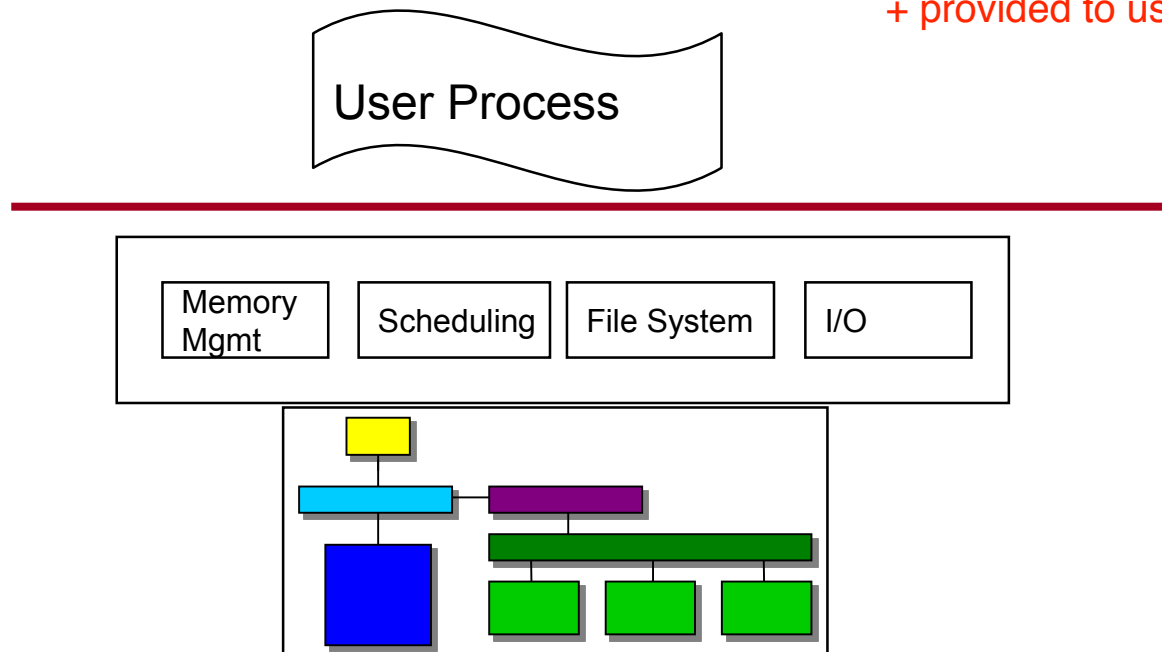 + provided to us
User Process
Memory
Mgmt
Scheduling
File System
I/O